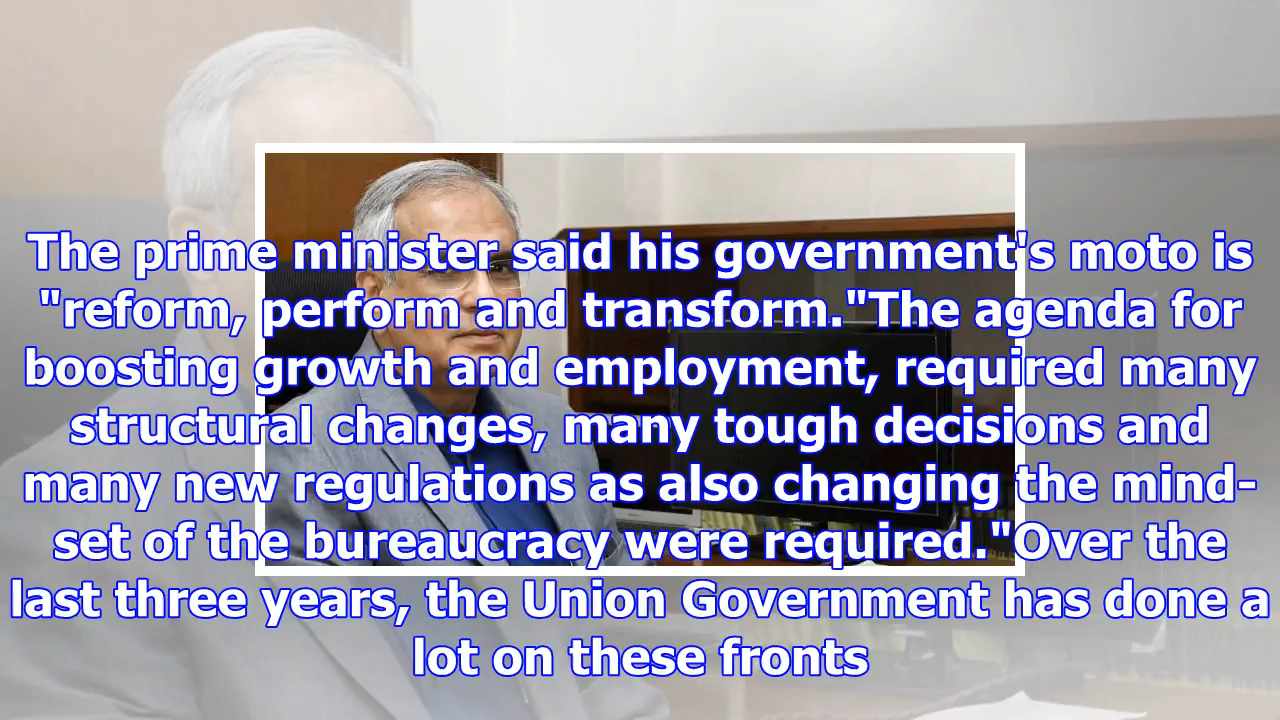 The prime minister said his government's moto is
"reform, perform and transform."The agenda for
boosting growth and employment, required many
structural changes, many tough decisions and
many new regulations as also changing the mind-
set of the bureaucracy were required."Over the
last three years, the Union Government has done a
lot on these fronts